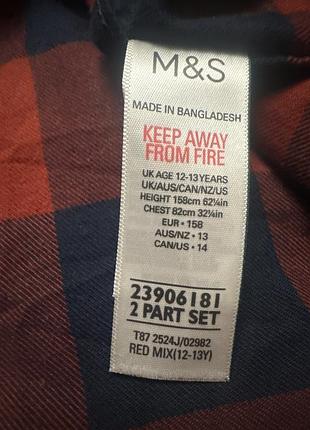 M&S
MADE IN BANGLADESH
KEEP AWAY
FROM FIRE
UK AGE 12-13 YEARS
UK/AUS/CAN/NZ/US
HEIGHT 158cm 62¼in
CHEST 82cm 32¼in
EUR • 158
AUS/NZ • 13
CAN/US • 14
23906181
2 PART SET
T87 2524J/02982
RED MIX(12-13Y)